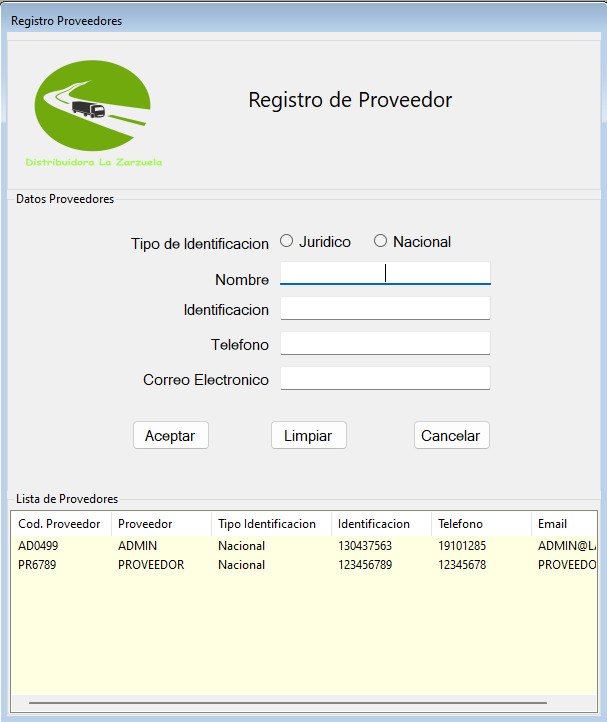 Registro Proveedores
Registro de Proveedor
Distribuidora La Zarzuela
Datos Proveedores
Tipo de Identificacion Juridico Nacional
Nombre
Identificacion
Telefono
Correo Electronico
Aceptar Limpiar Cancelar
Lista de Provedores
Cod. Proveedor Proveedor Tipo Identificacion Identificacion Telefono Email
AD0499 ADMIN Nacional 130437563 19101285 ADMIN@LA
PR6789 PROVEEDOR Nacional 123456789 12345678 PROVEEDO